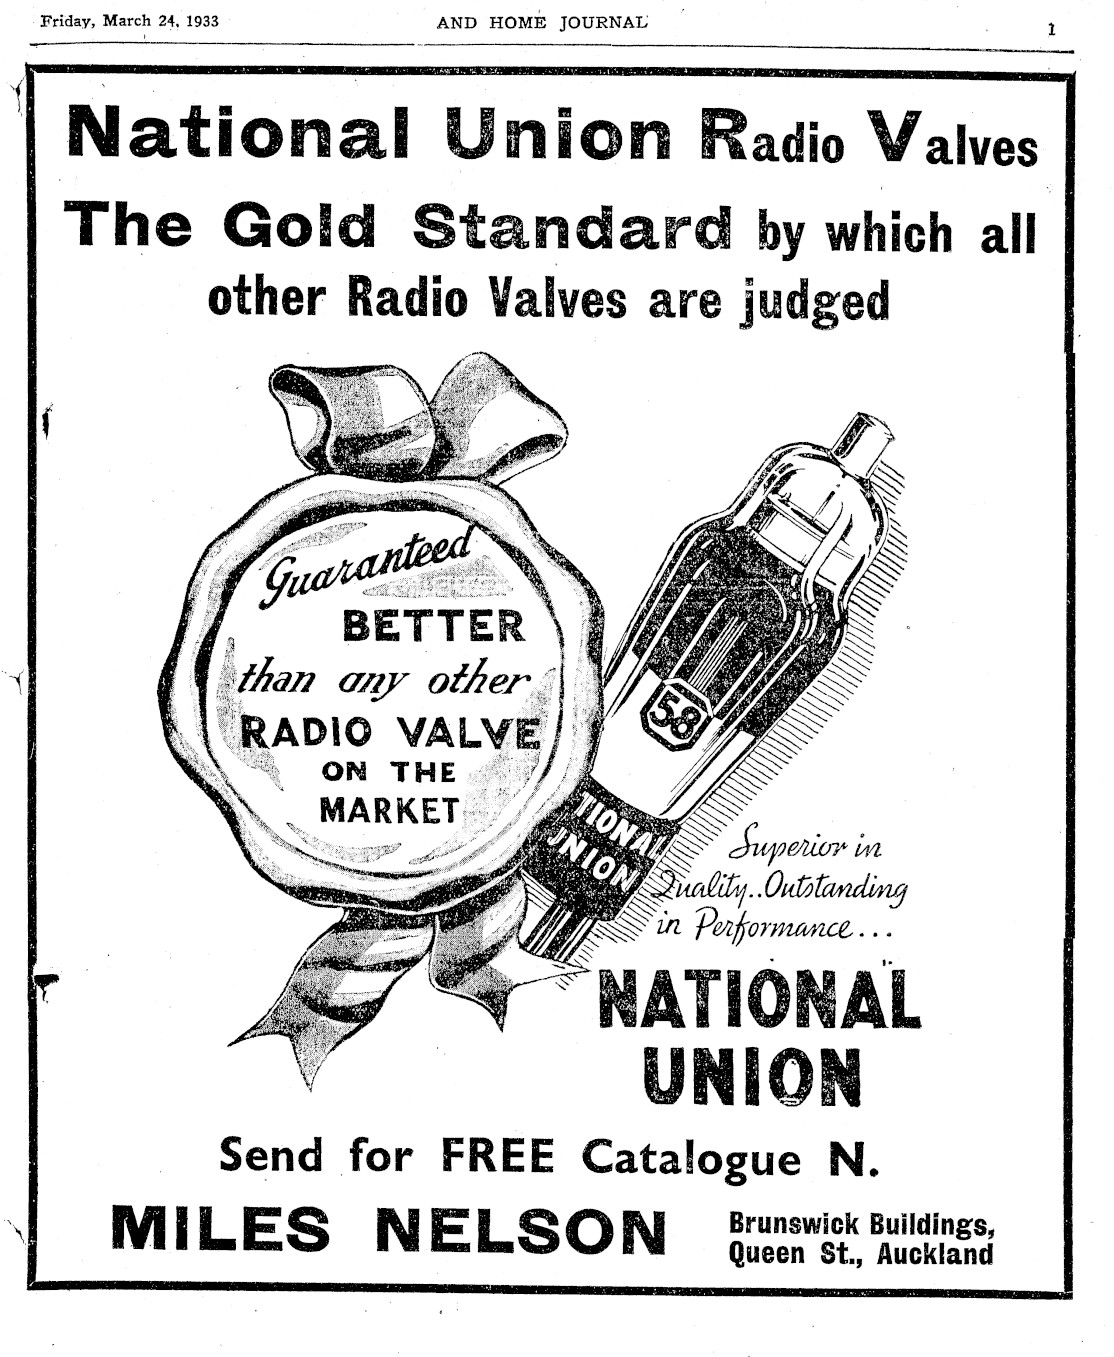 Friday, March 24, 1933
AND HOME JOURNAL
1
National Union Radio Valves
The Gold Standard by which all
other Radio Valves are judged
Guaranteed
BETTER
than any other
RADIO VALVE
ON THE
MARKET
58
TIONAL
UNION
Superior in
Quality..Outstanding
in Performance...
NATIONAL
UNION
Send for FREE Catalogue N.
MILES NELSON
Brunswick Buildings,
Queen St., Auckland